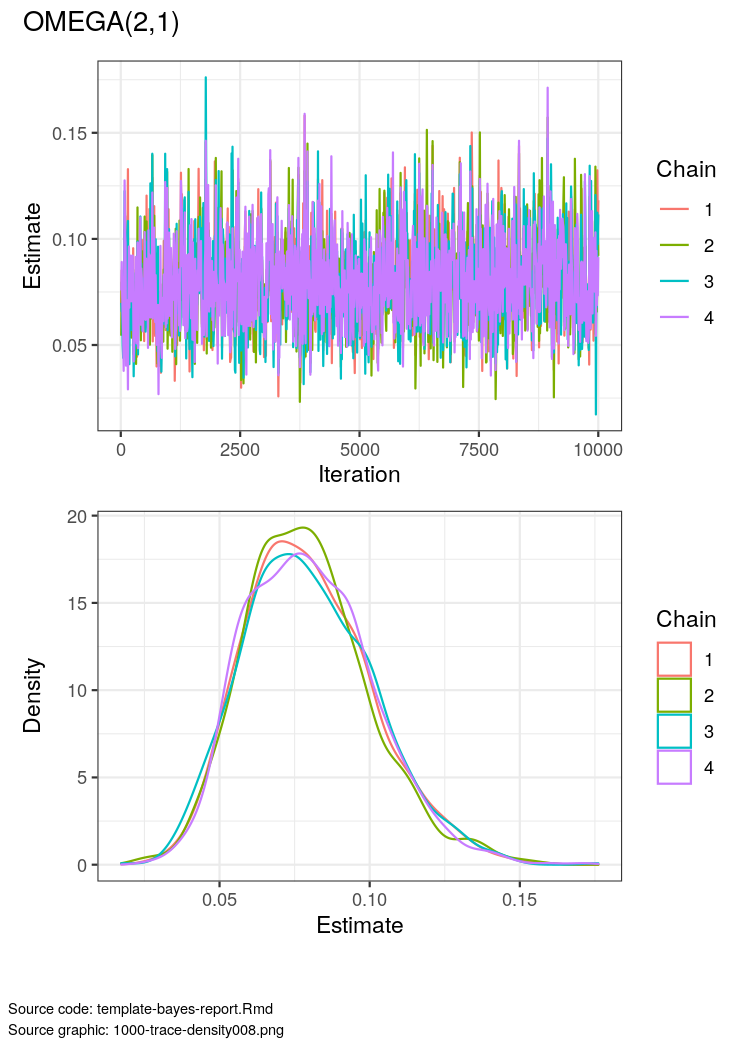 OMEGA(2,1)
0.15
0.10
0.05
Estimate
0
2500
5000
7500
10000
Iteration
Chain
1
2
3
4
20
15
10
5
0
Density
0.05
0.10
0.15
Estimate
Chain
1
2
3
4
Source code: template-bayes-report.Rmd
Source graphic: 1000-trace-density008.png